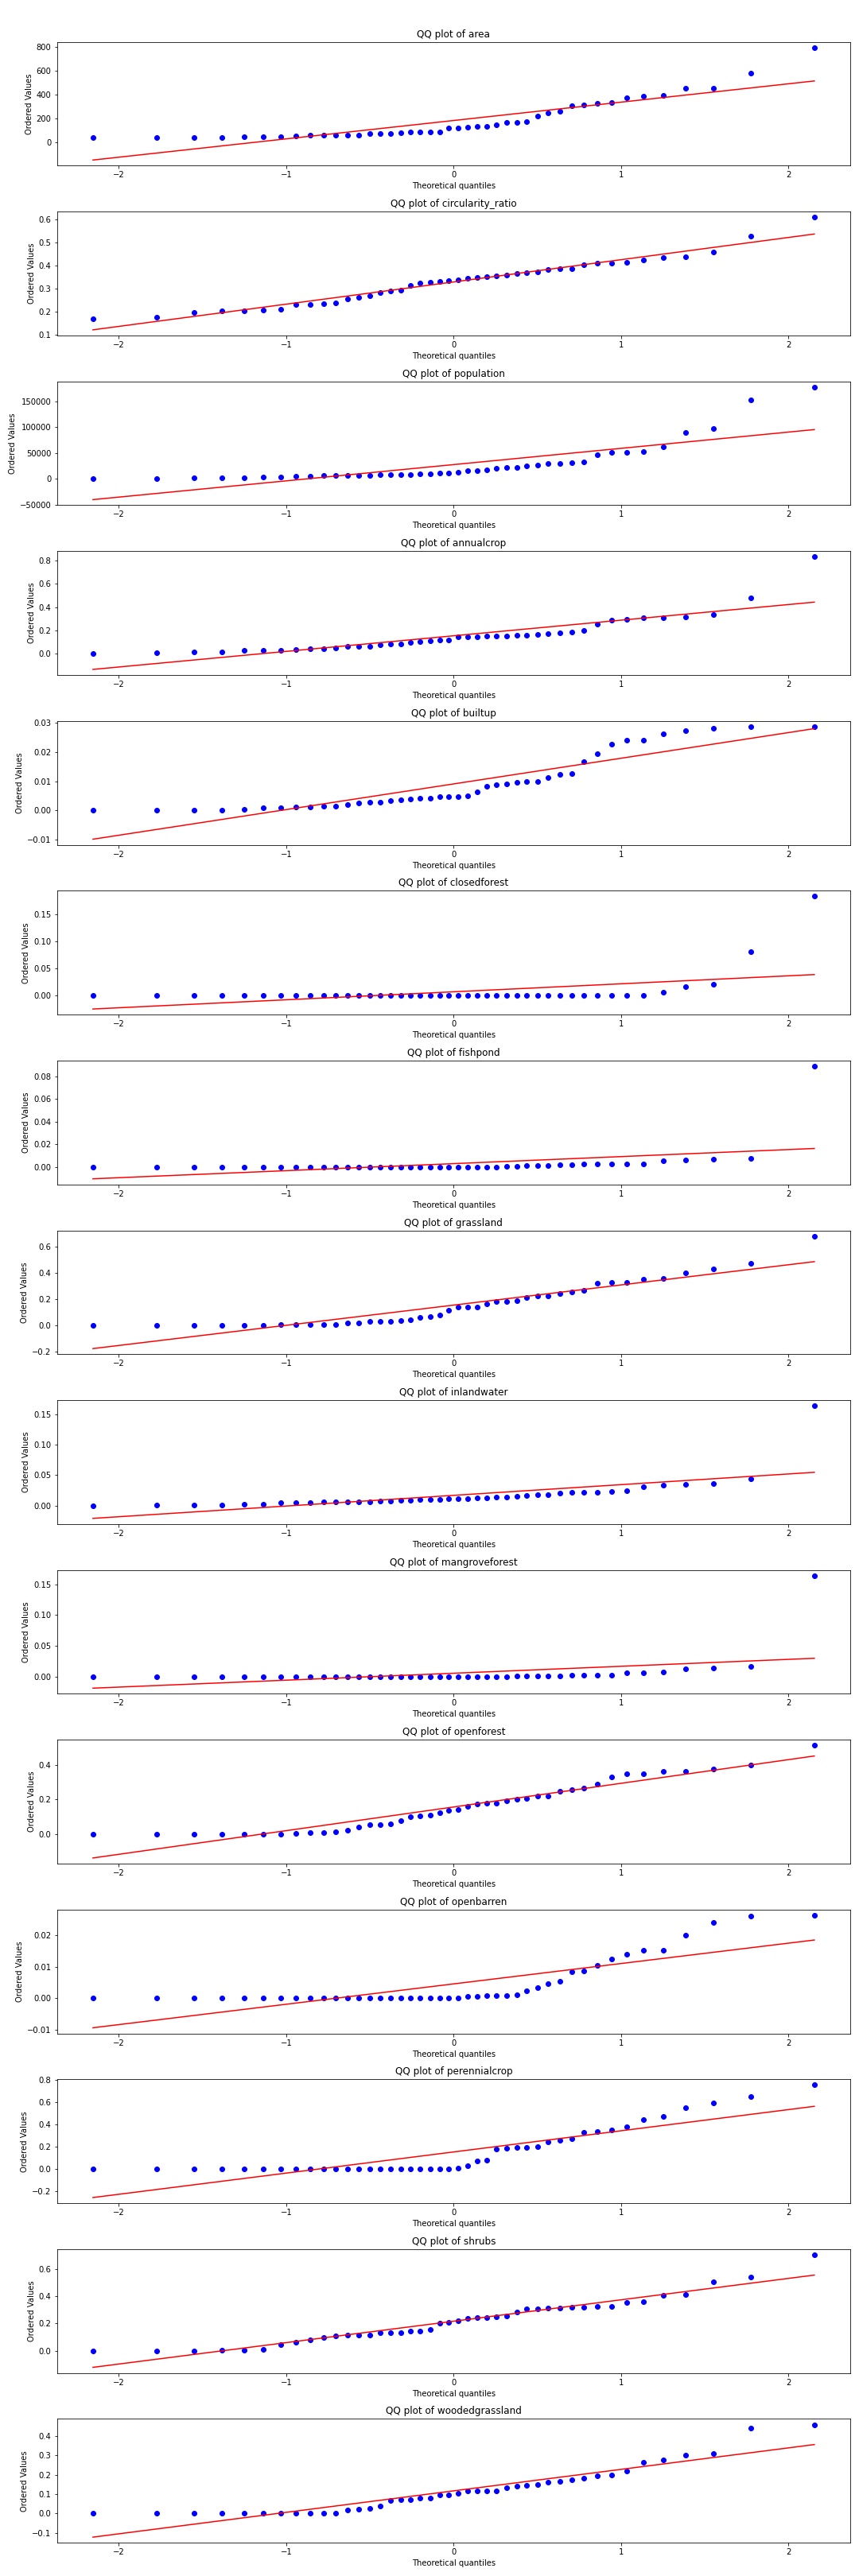 QQ plot of area
800
600
400
200
0
Ordered Values
−2 −1 0 1 2
Theoretical quantiles
QQ plot of circularity_ratio
0.6
0.5
0.4
0.3
0.2
0.1
Ordered Values
−2 −1 0 1 2
Theoretical quantiles
QQ plot of population
150000
100000
50000
0
−50000
Ordered Values
−2 −1 0 1 2
Theoretical quantiles
QQ plot of annualcrop
0.8
0.6
0.4
0.2
0.0
Ordered Values
−2 −1 0 1 2
Theoretical quantiles
QQ plot of builtup
0.03
0.02
0.01
0.00
−0.01
Ordered Values
−2 −1 0 1 2
Theoretical quantiles
QQ plot of closedforest
0.15
0.10
0.05
0.00
Ordered Values
−2 −1 0 1 2
Theoretical quantiles
QQ plot of fishpond
0.08
0.06
0.04
0.02
0.00
Ordered Values
−2 −1 0 1 2
Theoretical quantiles
QQ plot of grassland
0.6
0.4
0.2
0.0
−0.2
Ordered Values
−2 −1 0 1 2
Theoretical quantiles
QQ plot of inlandwater
0.15
0.10
0.05
0.00
Ordered Values
−2 −1 0 1 2
Theoretical quantiles
QQ plot of mangroveforest
0.15
0.10
0.05
0.00
Ordered Values
−2 −1 0 1 2
Theoretical quantiles
QQ plot of openforest
0.4
0.2
0.0
Ordered Values
−2 −1 0 1 2
Theoretical quantiles
QQ plot of openbarren
0.02
0.01
0.00
−0.01
Ordered Values
−2 −1 0 1 2
Theoretical quantiles
QQ plot of perennialcrop
0.8
0.6
0.4
0.2
0.0
−0.2
Ordered Values
−2 −1 0 1 2
Theoretical quantiles
QQ plot of shrubs
0.6
0.4
0.2
0.0
Ordered Values
−2 −1 0 1 2
Theoretical quantiles
QQ plot of woodedgrassland
0.4
0.3
0.2
0.1
0.0
−0.1
Ordered Values
−2 −1 0 1 2
Theoretical quantiles